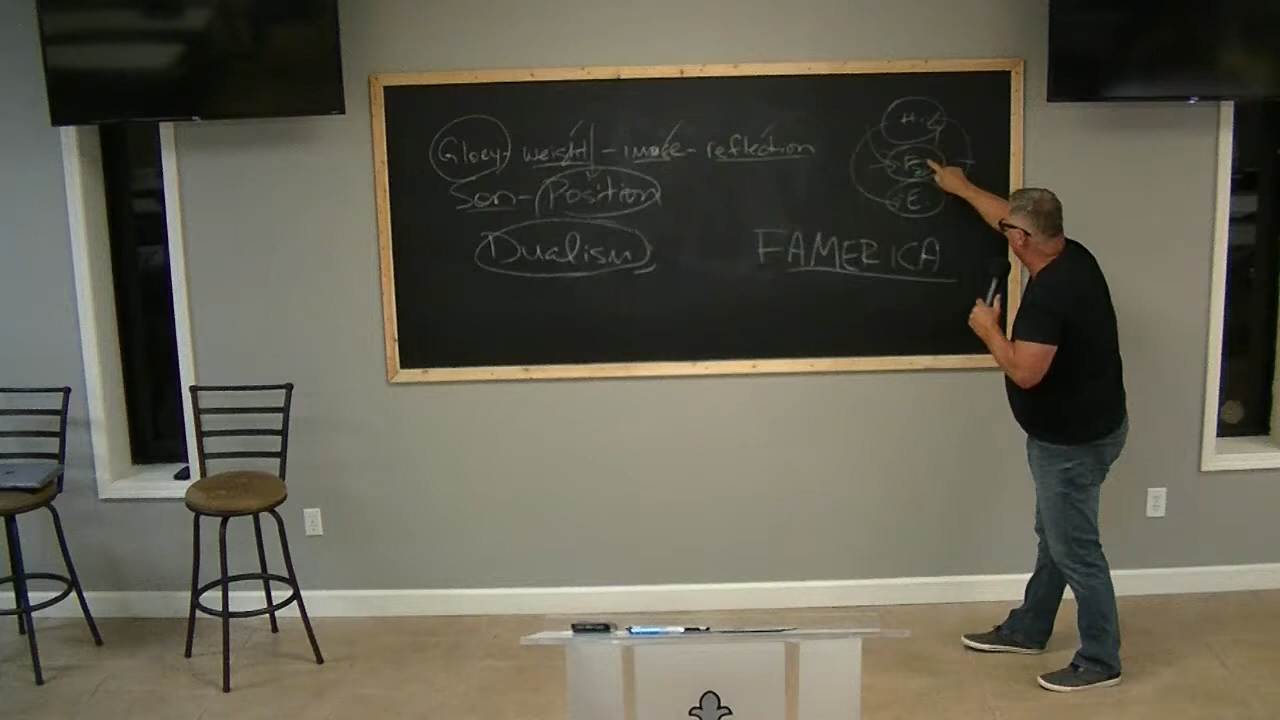 Glory - weight - image - reflection
Son - Position
Dualism
FAMERICA
E